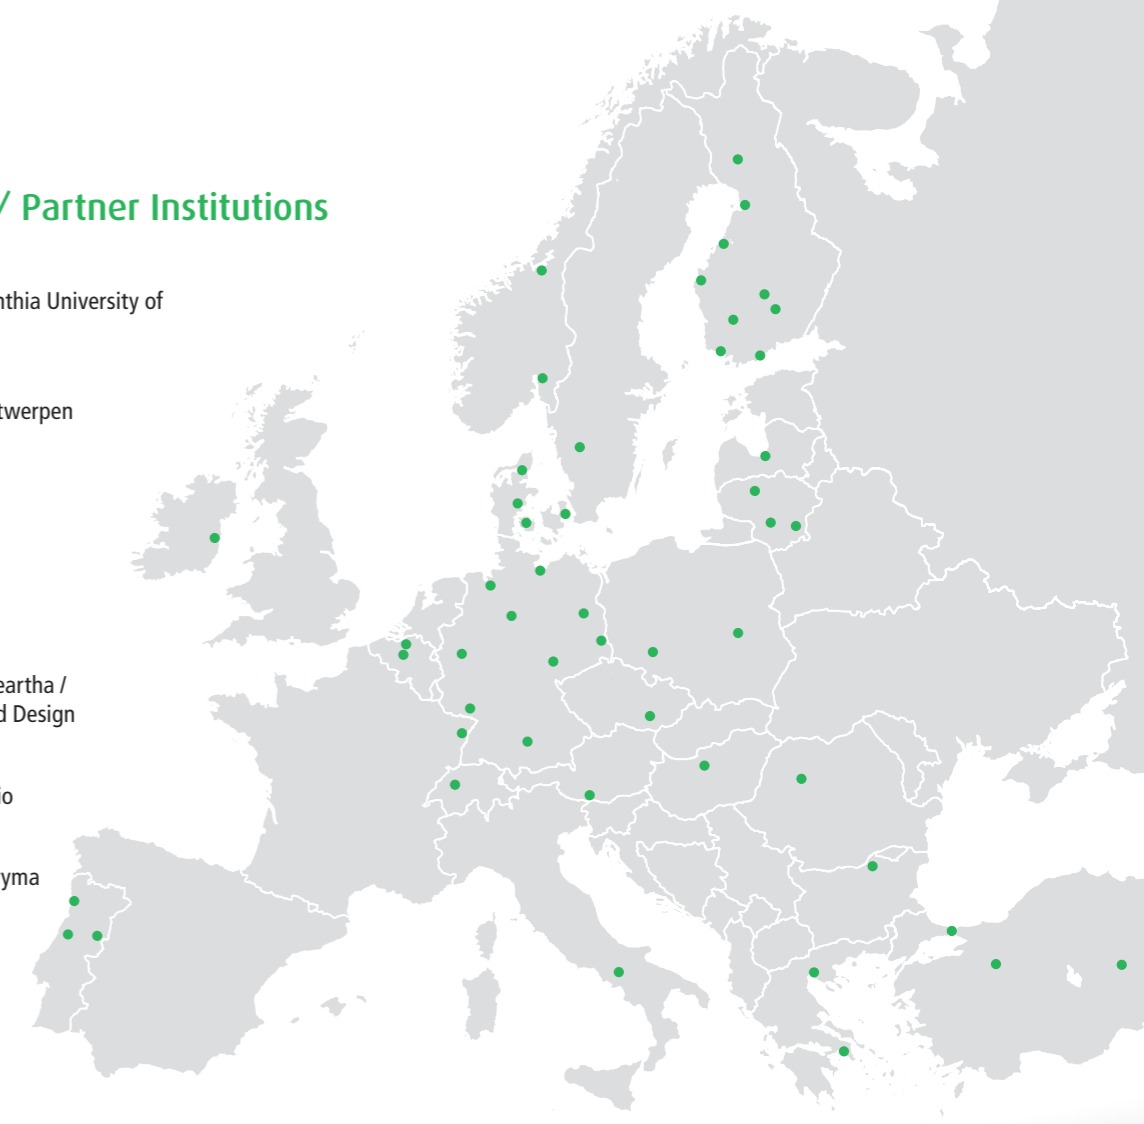 / Partner Institutions
nthia University of
twerpen
eartha /
d Design
io
yma